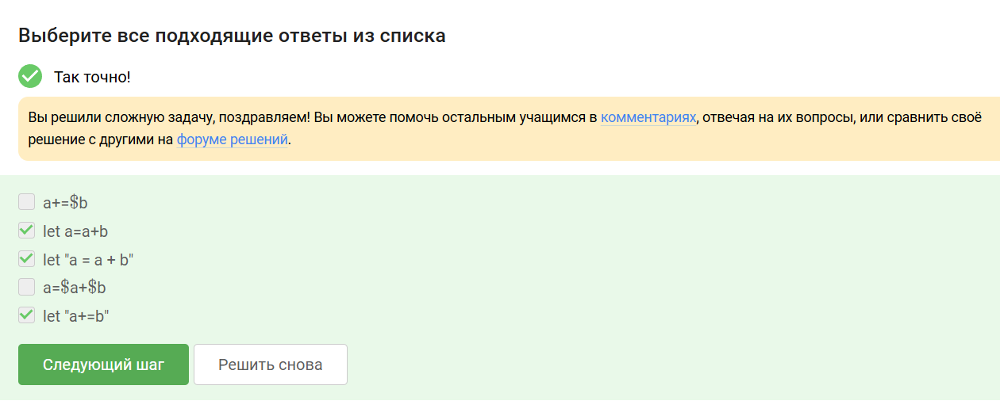 Выберите все подходящие ответы из списка
Так точно!
Вы решили сложную задачу, поздравляем! Вы можете помочь остальным учащимся в комментариях, отвечая на их вопросы, или сравнить своё
решение с другими на форуме решений.
a+=$b
let a=a+b
let "a = a + b"
a=$a+$b
let "a+=b"
Следующий шаг
Решить снова